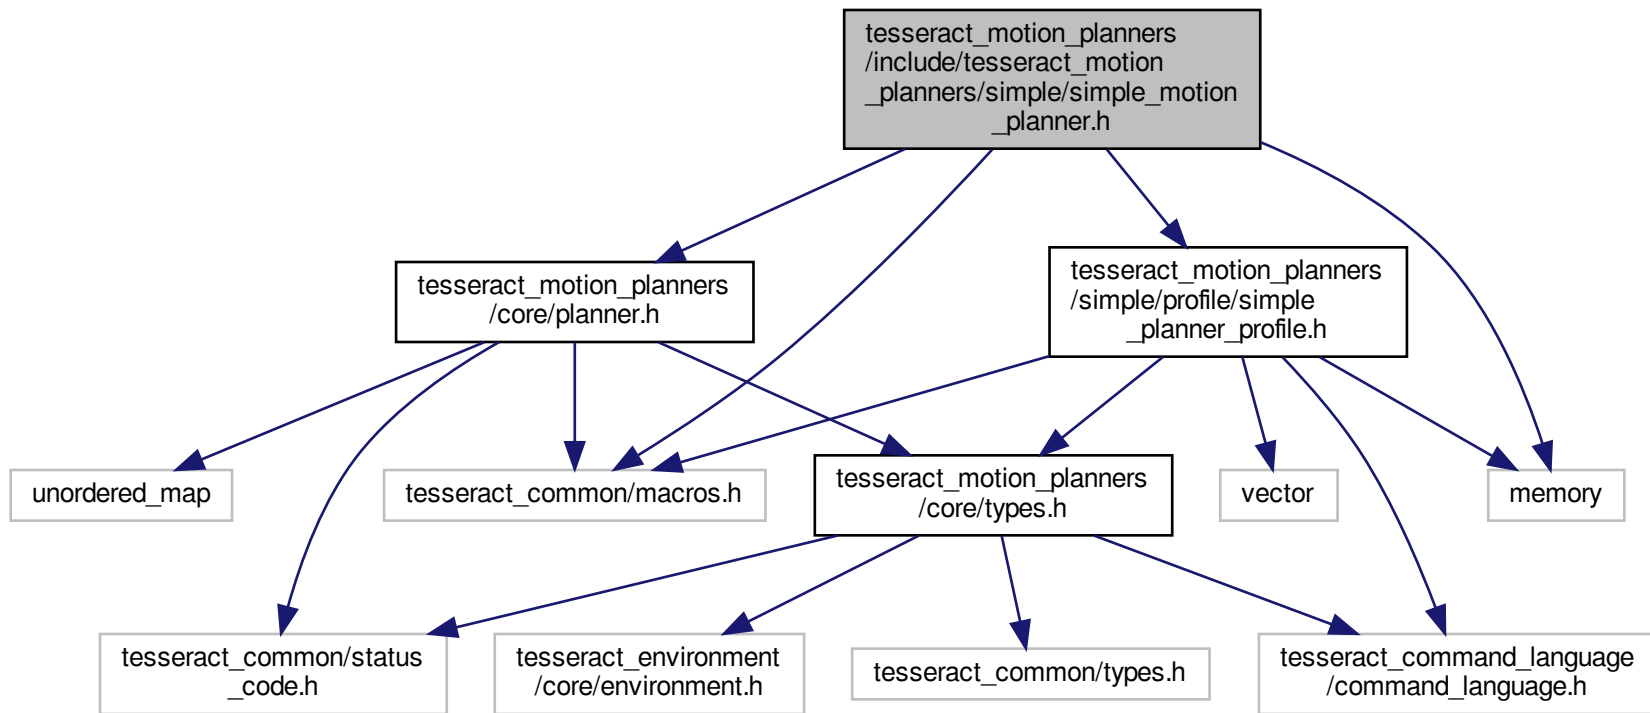 tesseract_motion_planners
/include/tesseract_motion
_planners/simple/simple_motion
_planner.h
tesseract_motion_planners
/core/planner.h
tesseract_motion_planners
/simple/profile/simple
_planner_profile.h
unordered_map
tesseract_common/macros.h
tesseract_motion_planners
/core/types.h
vector
memory
tesseract_common/status
_code.h
tesseract_environment
/core/environment.h
tesseract_common/types.h
tesseract_command_language
/command_language.h